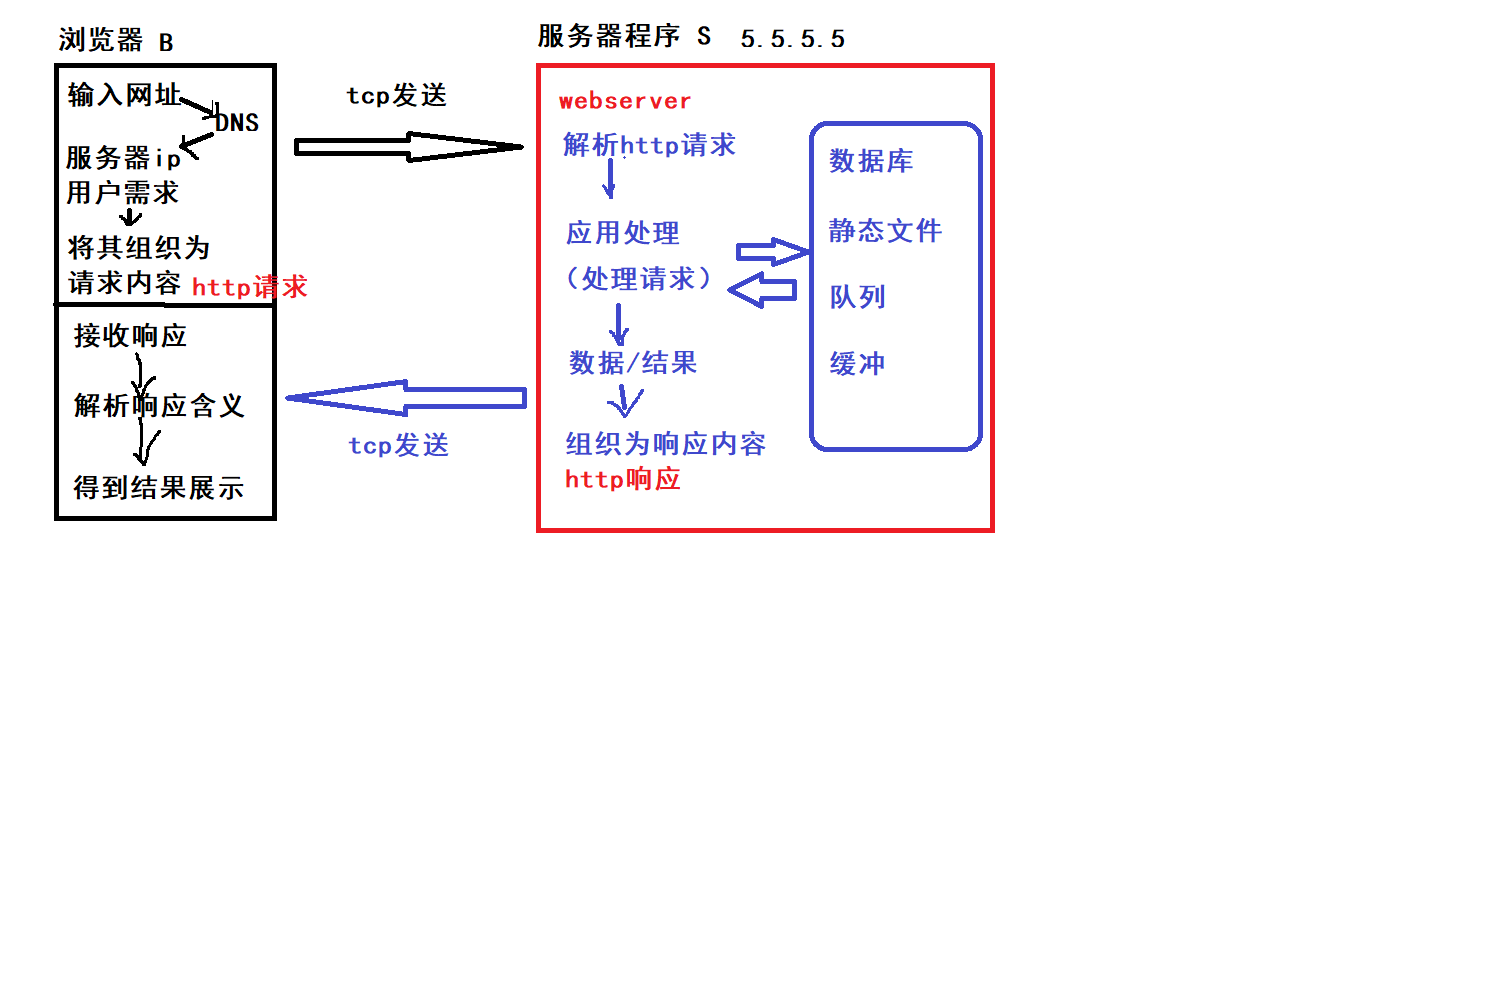 浏览器 B
输入网址
DNS
服务器ip
用户需求
将其组织为
请求内容 http请求
接收响应
解析响应含义
得到结果展示
tcp发送
tcp发送
服务器程序 S 5.5.5.5
webserver
解析http请求
应用处理
（处理请求）
数据/结果
组织为响应内容
http响应
数据库
静态文件
队列
缓冲